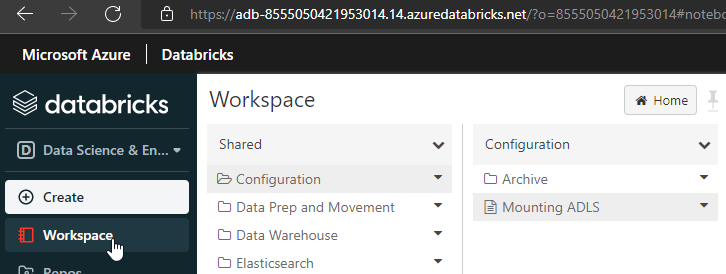 https://adb-8555050421953014.14.azuredatabricks.net/?o=8555050421953014#notebo
Microsoft Azure | Databricks
databricks
D Data Science & En...
Create
Workspace
Repos
Workspace
Home
Shared
Configuration
Data Prep and Movement
Data Warehouse
Elasticsearch
Configuration
Archive
Mounting ADLS